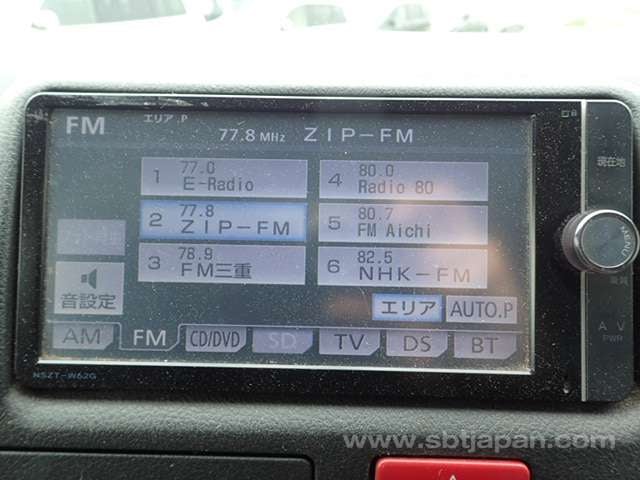 FM エリア.P
77.8 MHz ZIP-FM
現在地
1 77.0 E-Radio
4 80.0 Radio 80
2 77.8 ZIP-FM
5 80.7 FM Aichi
3 78.9 FM三重
6 82.5 NHK-FM
MENU
音設定
エリア AUTO.P
AM FM CD/DVD SD TV DS BT
AV
PWR
NSZT-W62G
www.sbtjapan.com